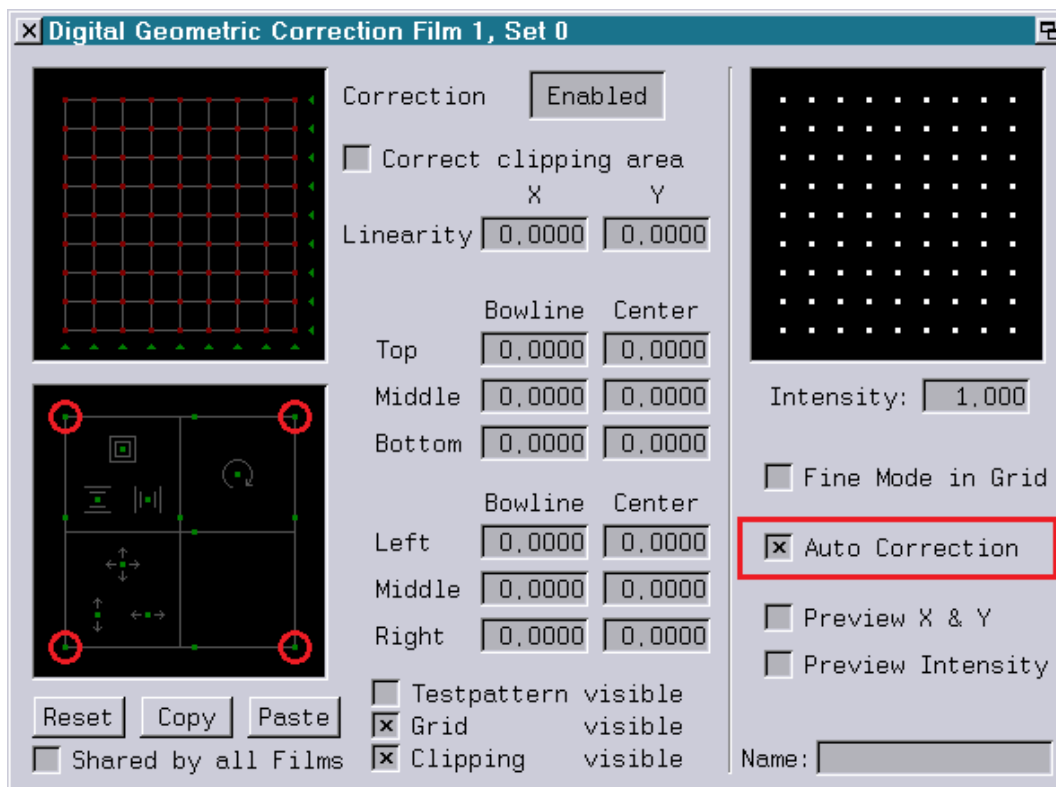 Digital Geometric Correction Film 1, Set 0
Correction Enabled
Correct clipping area
X Y
Linearity 0.0000 0.0000
Bowline Center
Top 0.0000 0.0000
Middle 0.0000 0.0000
Bottom 0.0000 0.0000
Bowline Center
Left 0.0000 0.0000
Middle 0.0000 0.0000
Right 0.0000 0.0000
Testpattern visible
Grid visible
Clipping visible
Reset Copy Paste
Shared by all Films
Intensity: 1.000
Fine Mode in Grid
Auto Correction
Preview X & Y
Preview Intensity
Name: